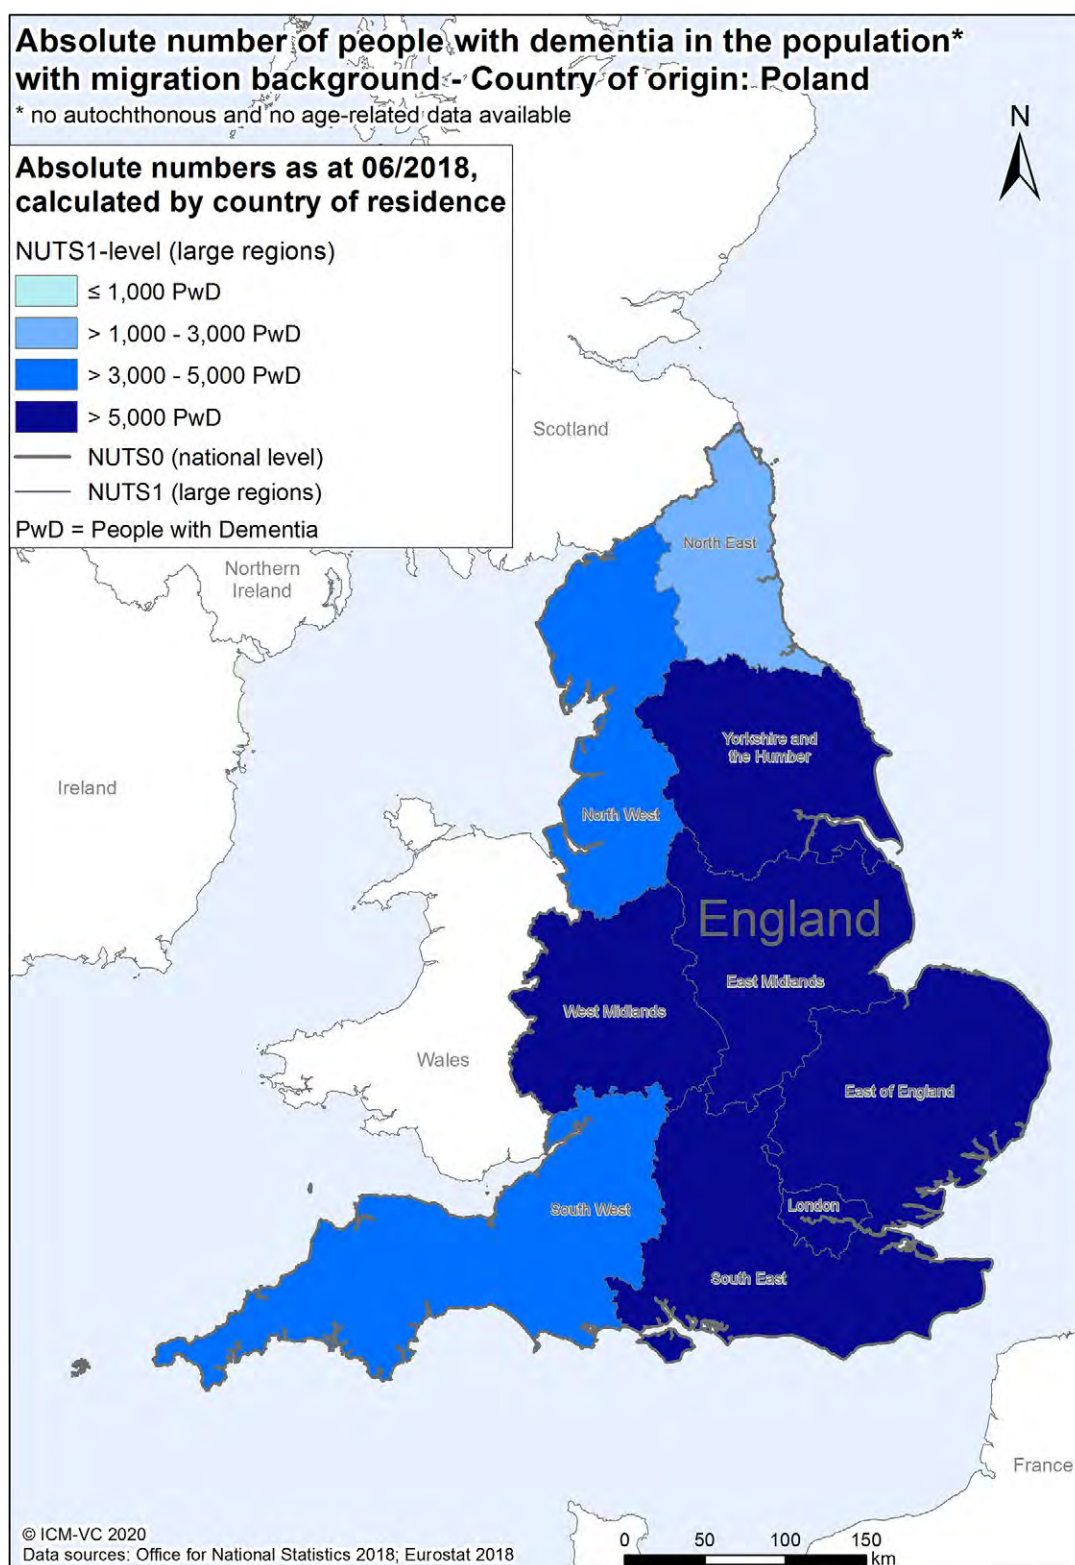 Absolute number of people with dementia in the population*
with migration background - Country of origin: Poland
* no autochthonous and no age-related data available
N
Absolute numbers as at 06/2018,
calculated by country of residence
NUTS1-level (large regions)
≤ 1,000 PwD
> 1,000 - 3,000 PwD
> 3,000 - 5,000 PwD
> 5,000 PwD
NUTS0 (national level)
NUTS1 (large regions)
PwD = People with Dementia
Scotland
North East
Northern
Ireland
Yorkshire and
the Humber
Ireland
North West
England
East Midlands
West Midlands
Wales
East of England
London
South West
South East
France
© ICM-VC 2020
Data sources: Office for National Statistics 2018; Eurostat 2018
0 50 100 150
km